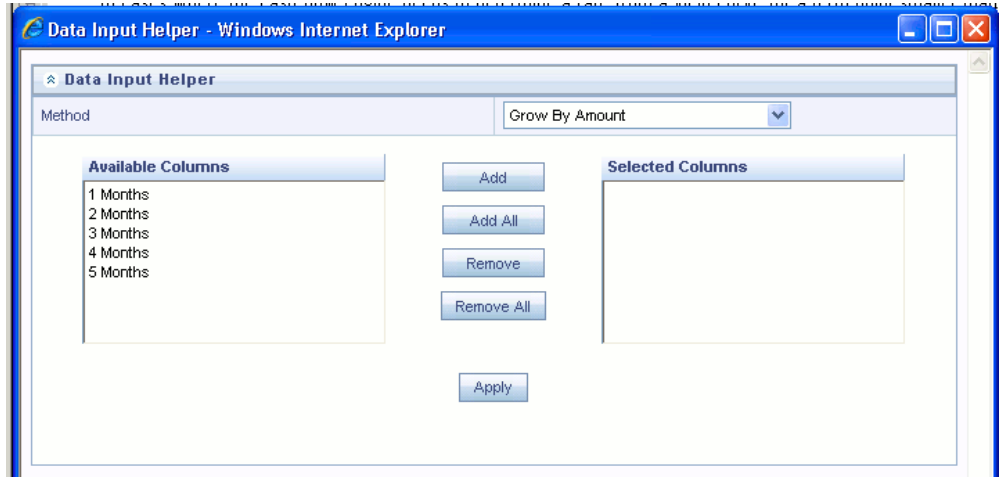 Data Input Helper - Windows Internet Explorer
Data Input Helper
Method
Grow By Amount
Available Columns
1 Months
2 Months
3 Months
4 Months
5 Months
Add
Add All
Remove
Remove All
Selected Columns
Apply